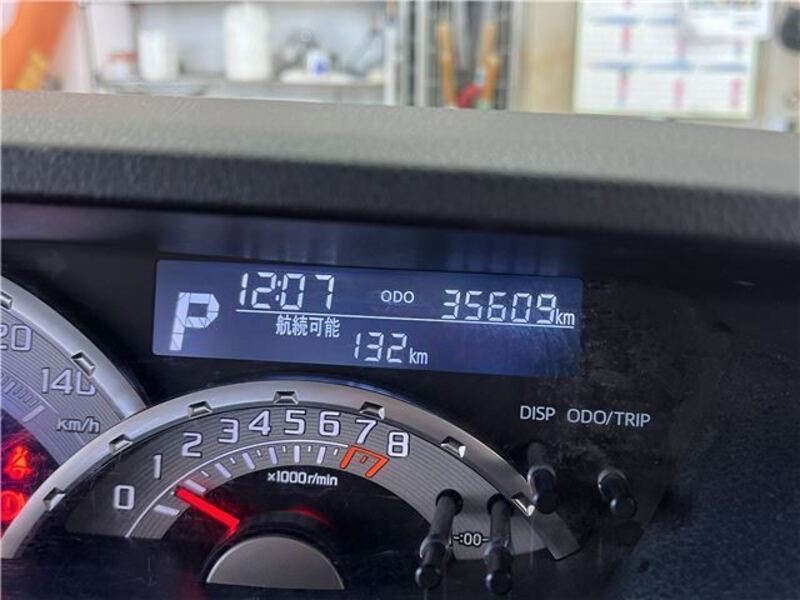 12:07 ODO 35609km
P
航続可能
132km
DISP ODO/TRIP
20
140
km/h
0 1 2 3 4 5 6 7 8
×1000r/min
-:00-